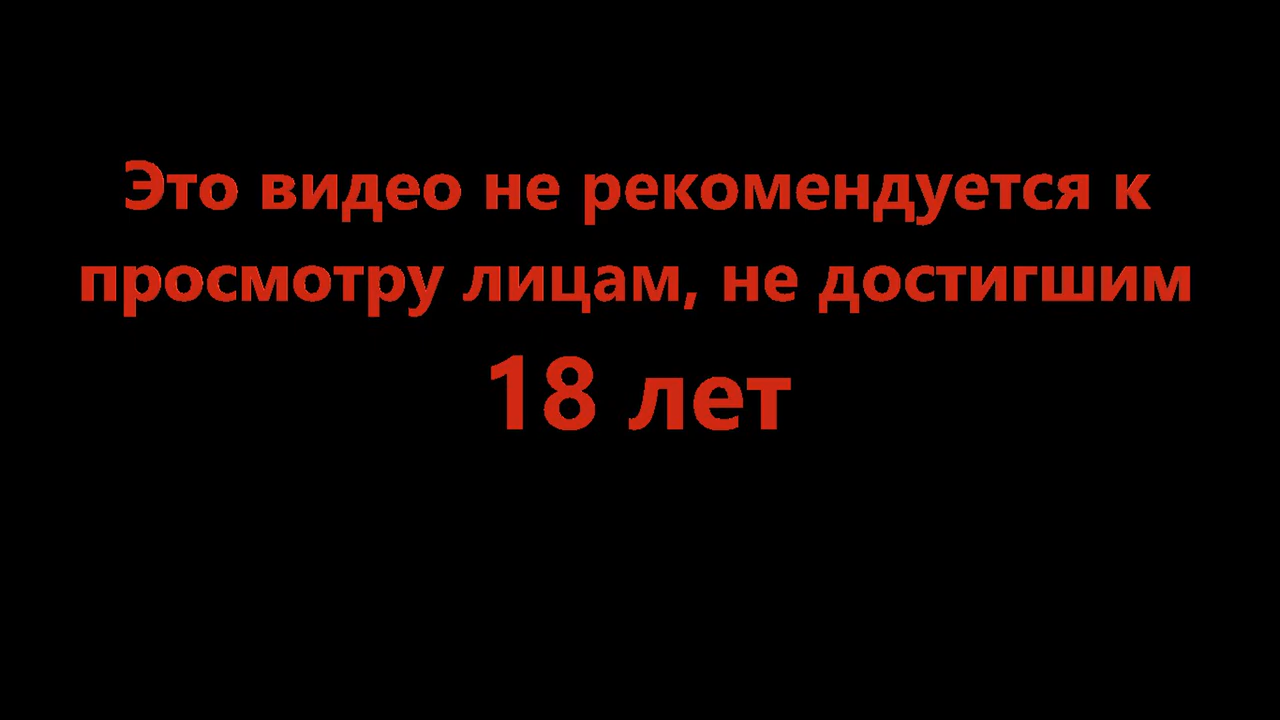 Это видео не рекомендуется к
просмотру лицам, не достигшим
18 лет